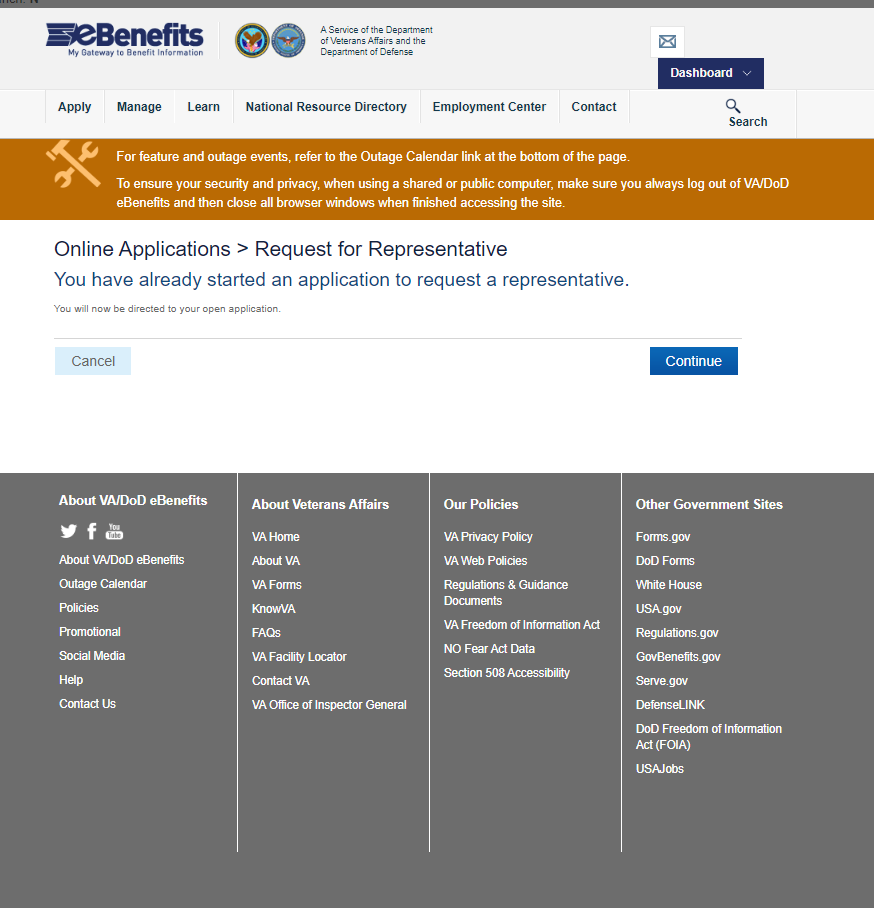 eBenefits
My Gateway to Benefit Information
A Service of the Department
of Veterans Affairs and the
Department of Defense
Dashboard
Apply
Manage
Learn
National Resource Directory
Employment Center
Contact
Search
For feature and outage events, refer to the Outage Calendar link at the bottom of the page.
To ensure your security and privacy, when using a shared or public computer, make sure you always log out of VA/DoD
eBenefits and then close all browser windows when finished accessing the site.
Online Applications > Request for Representative
You have already started an application to request a representative.
You will now be directed to your open application.
Cancel
Continue
About VA/DoD eBenefits
You
Tube
About VA/DoD eBenefits
Outage Calendar
Policies
Promotional
Social Media
Help
Contact Us
About Veterans Affairs
VA Home
About VA
VA Forms
KnowVA
FAQs
VA Facility Locator
Contact VA
VA Office of Inspector General
Our Policies
VA Privacy Policy
VA Web Policies
Regulations & Guidance
Documents
VA Freedom of Information Act
NO Fear Act Data
Section 508 Accessibility
Other Government Sites
Forms.gov
DoD Forms
White House
USA.gov
Regulations.gov
GovBenefits.gov
Serve.gov
DefenseLINK
DoD Freedom of Information
Act (FOIA)
USAJobs